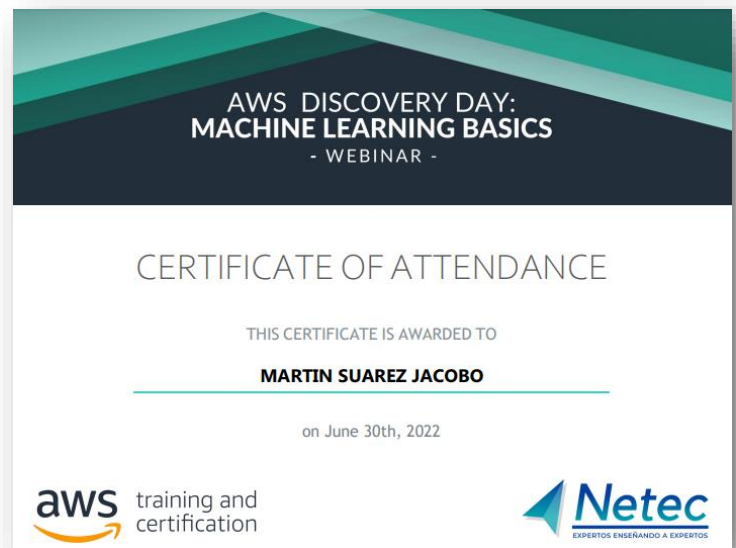 AWS DISCOVERY DAY:
MACHINE LEARNING BASICS
- WEBINAR -
CERTIFICATE OF ATTENDANCE
THIS CERTIFICATE IS AWARDED TO
MARTIN SUAREZ JACOBO
on June 30th, 2022
aws training and
certification
Netec
EXPERTOS ENSEÑANDO A EXPERTOS